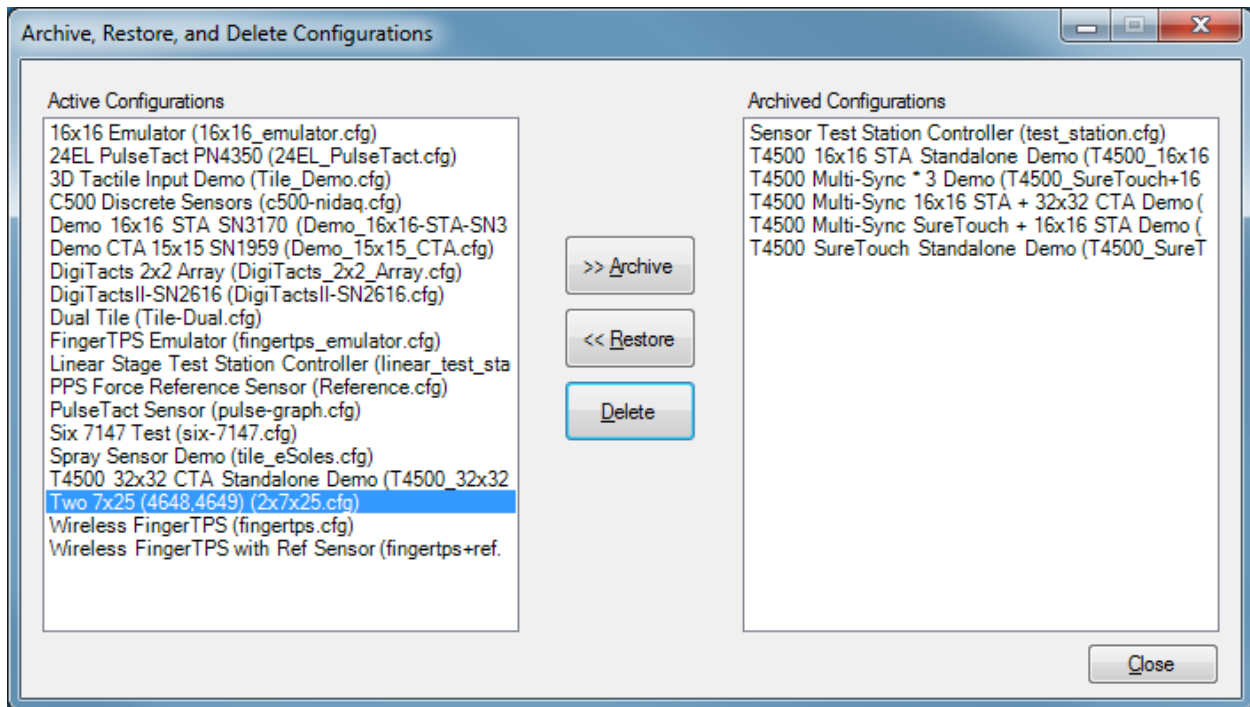 Archive, Restore, and Delete Configurations
Active Configurations
16x16 Emulator (16x16_emulator.cfg)
24EL PulseTact PN4350 (24EL_PulseTact.cfg)
3D Tactile Input Demo (Tile_Demo.cfg)
C500 Discrete Sensors (c500-nidaq.cfg)
Demo 16x16 STA SN3170 (Demo_16x16-STA-SN3
Demo CTA 15x15 SN1959 (Demo_15x15_CTA.cfg)
DigiTacts 2x2 Array (DigiTacts_2x2_Array.cfg)
DigiTactsII-SN2616 (DigiTactsII-SN2616.cfg)
Dual Tile (Tile-Dual.cfg)
FingerTPS Emulator (fingertps_emulator.cfg)
Linear Stage Test Station Controller (linear_test_sta
PPS Force Reference Sensor (Reference.cfg)
PulseTact Sensor (pulse-graph.cfg)
Six 7147 Test (six-7147.cfg)
Spray Sensor Demo (tile_eSoles.cfg)
T4500 32x32 CTA Standalone Demo (T4500_32x32
Two 7x25 (4648,4649) (2x7x25.cfg)
Wireless FingerTPS (fingertps.cfg)
Wireless FingerTPS with Ref Sensor (fingertps+ref.
>> Archive
<< Restore
Delete
Archived Configurations
Sensor Test Station Controller (test_station.cfg)
T4500 16x16 STA Standalone Demo (T4500_16x16
T4500 Multi-Sync * 3 Demo (T4500_SureTouch+16
T4500 Multi-Sync 16x16 STA + 32x32 CTA Demo (
T4500 Multi-Sync SureTouch + 16x16 STA Demo (
T4500 SureTouch Standalone Demo (T4500_SureT
Close